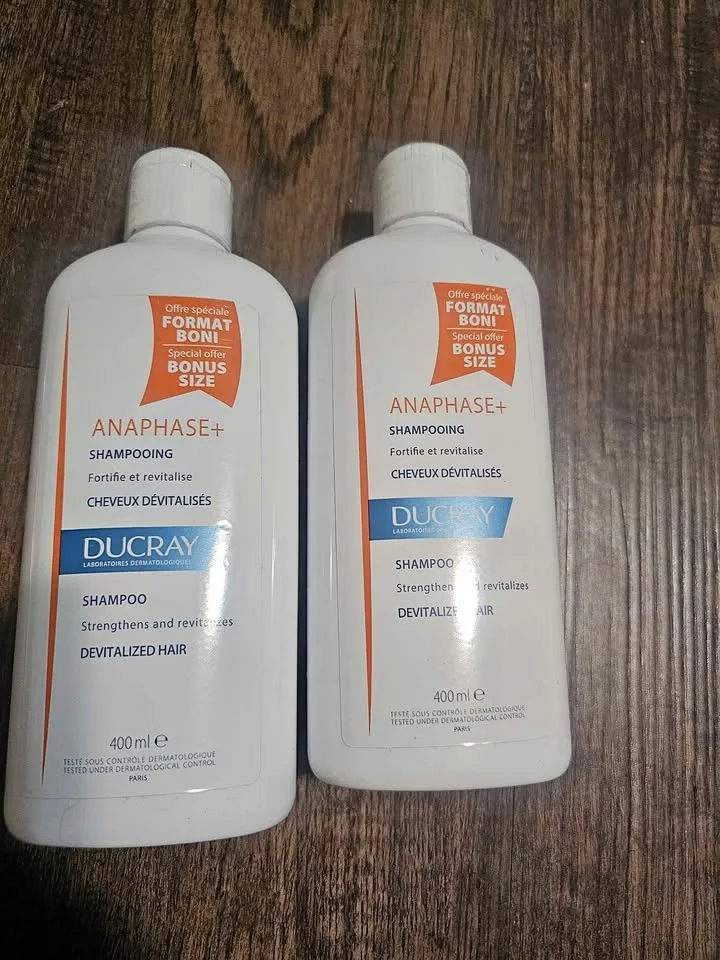 Offre spéciale
FORMAT
BONI
Special offer
BONUS
SIZE
ANAPHASE+
SHAMPOOING
Fortifie et revitalise
CHEVEUX DÉVITALISÉS
DUCRAY
LABORATOIRES DERMATOLOGIQUES
SHAMPOO
Strengthens and revitalizes
DEVITALIZED HAIR
400 ml e
TESTÉ SOUS CONTRÔLE DERMATOLOGIQUE
TESTED UNDER DERMATOLOGICAL CONTROL
PARIS
Offre spéciale
FORMAT
BONI
Special offer
BONUS
SIZE
ANAPHASE+
SHAMPOOING
Fortifie et revitalise
CHEVEUX DÉVITALISÉS
DUCRAY
LABORATOIRES
SHAMPOO
Strengthens and revitalizes
DEVITALIZED HAIR
400 ml e
TESTÉ SOUS CONTRÔLE DERMATOLOGIQUE
TESTED UNDER DERMATOLOGICAL CONTROL
PARIS